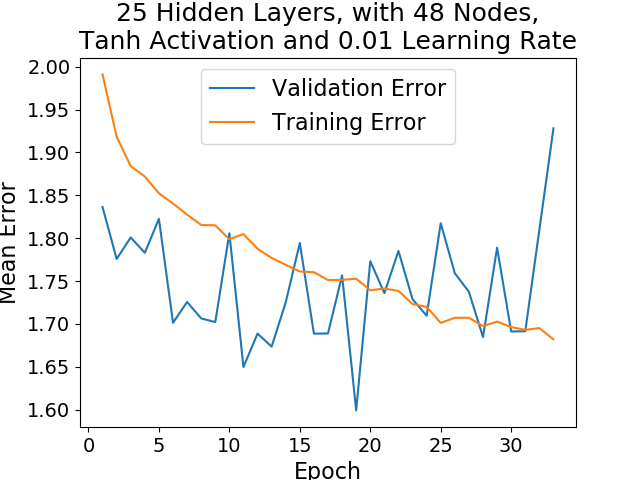 25 Hidden Layers, with 48 Nodes,
Tanh Activation and 0.01 Learning Rate
Validation Error
Training Error
Mean Error
2.00
1.95
1.90
1.85
1.80
1.75
1.70
1.65
1.60
0 5 10 15 20 25 30
Epoch